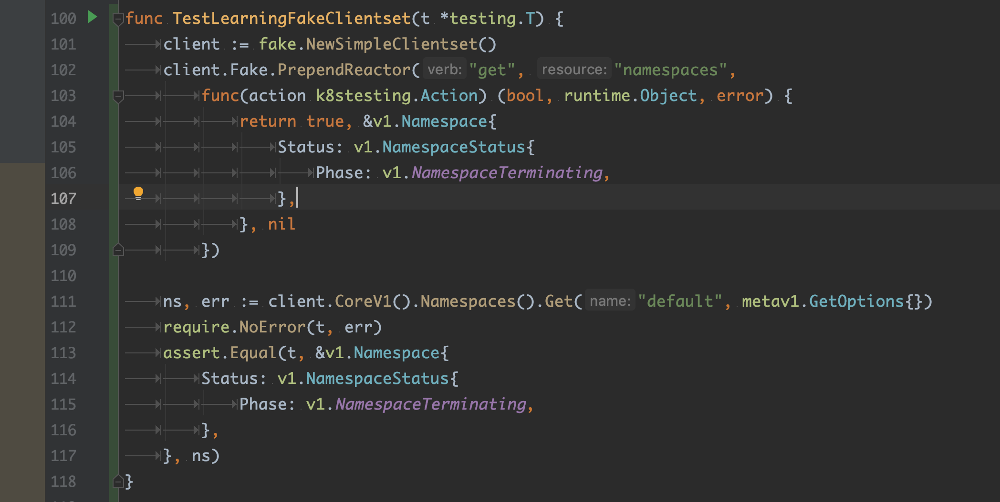 100 func TestLearningFakeClientset(t *testing.T) {
101 client := fake.NewSimpleClientset()
102 client.Fake.PrependReactor( verb: "get", resource: "namespaces",
103 func(action k8stesting.Action) (bool, runtime.Object, error) {
104 return true, &v1.Namespace{
105 Status: v1.NamespaceStatus{
106 Phase: v1.NamespaceTerminating,
107 },
108 }, nil
109 })
110
111 ns, err := client.CoreV1().Namespaces().Get( name: "default", metav1.GetOptions{})
112 require.NoError(t, err)
113 assert.Equal(t, &v1.Namespace{
114 Status: v1.NamespaceStatus{
115 Phase: v1.NamespaceTerminating,
116 },
117 }, ns)
118 }